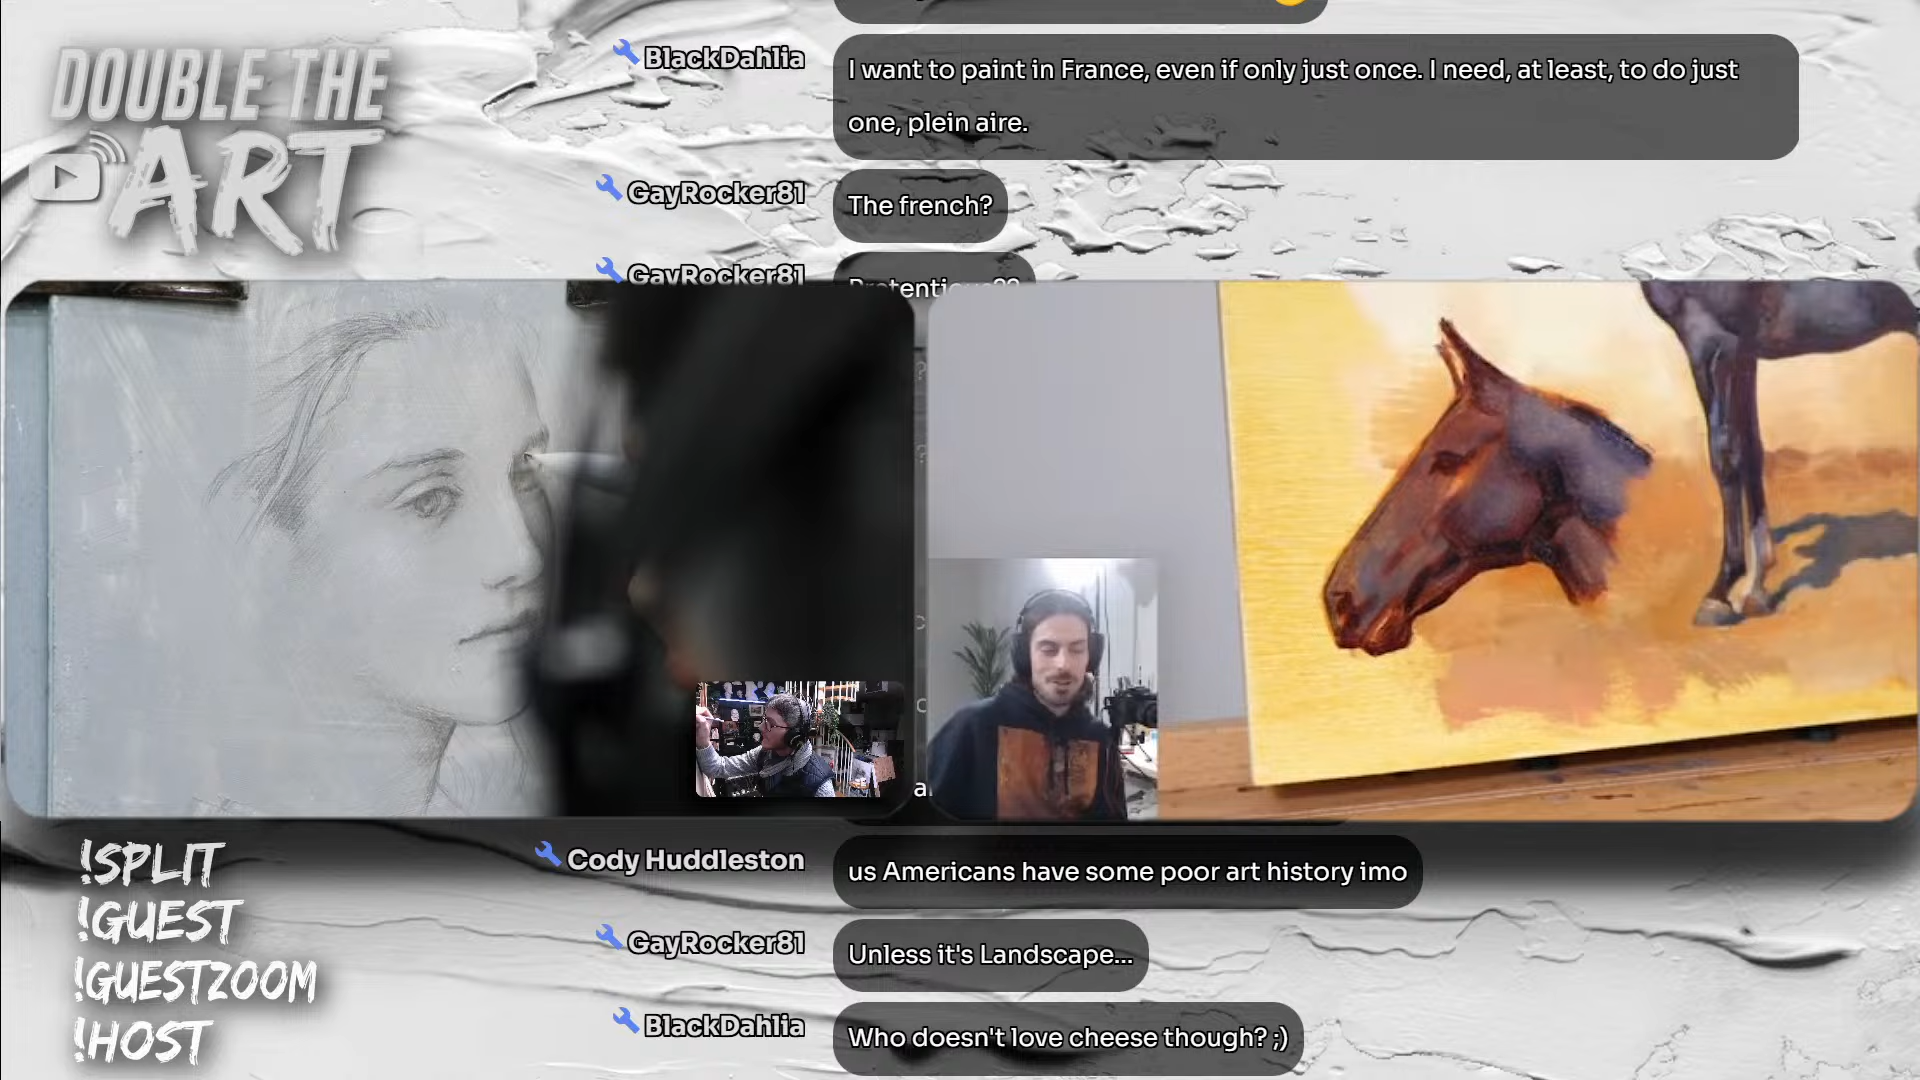 DOUBLE THE
ART
BlackDahlia
I want to paint in France, even if only just once. I need, at least, to do just
one, plein aire.
GayRocker81
The french?
GayRocker81
Cody Huddleston
us Americans have some poor art history imo
GayRocker81
Unless it's Landscape...
BlackDahlia
Who doesn't love cheese though? ;)
!SPLIT
!GUEST
!GUESTZOOM
!HOST